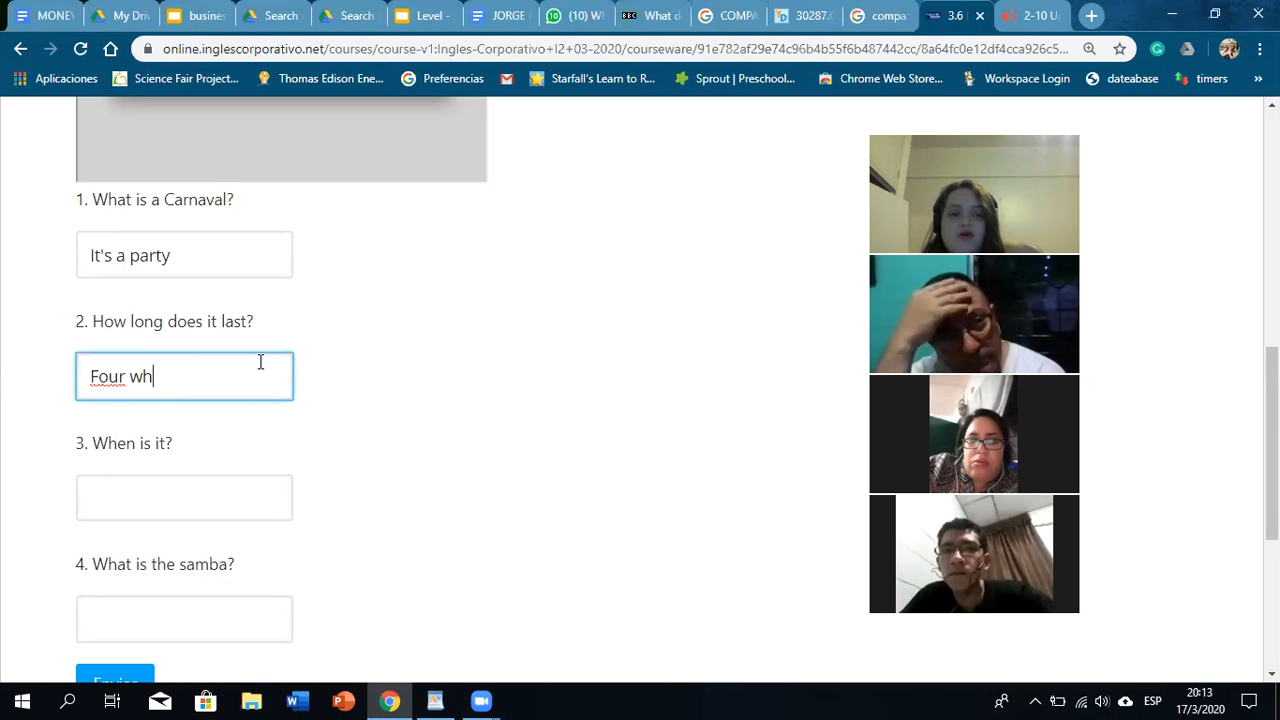 MONEY
My Driv
busines
Search
Search
Level -
JORGE
(10) W
BBC
What d
COMPA
30287.C
compa
3.6
2-10 U
online.inglescorporativo.net/courses/course-v1:Ingles-Corporativo+I2+03-2020/courseware/91e782af29e74c96b4b55f6b487442cc/8a64fc0e12df4cca926c5...
Aplicaciones
Science Fair Project...
Thomas Edison Ene...
Preferencias
Starfall's Learn to R...
Sprout | Preschool...
Chrome Web Store...
Workspace Login
dateabase
timers
1. What is a Carnaval?
It's a party
2. How long does it last?
Four wh
3. When is it?
4. What is the samba?
Enviar
ESP
20:13
17/3/2020